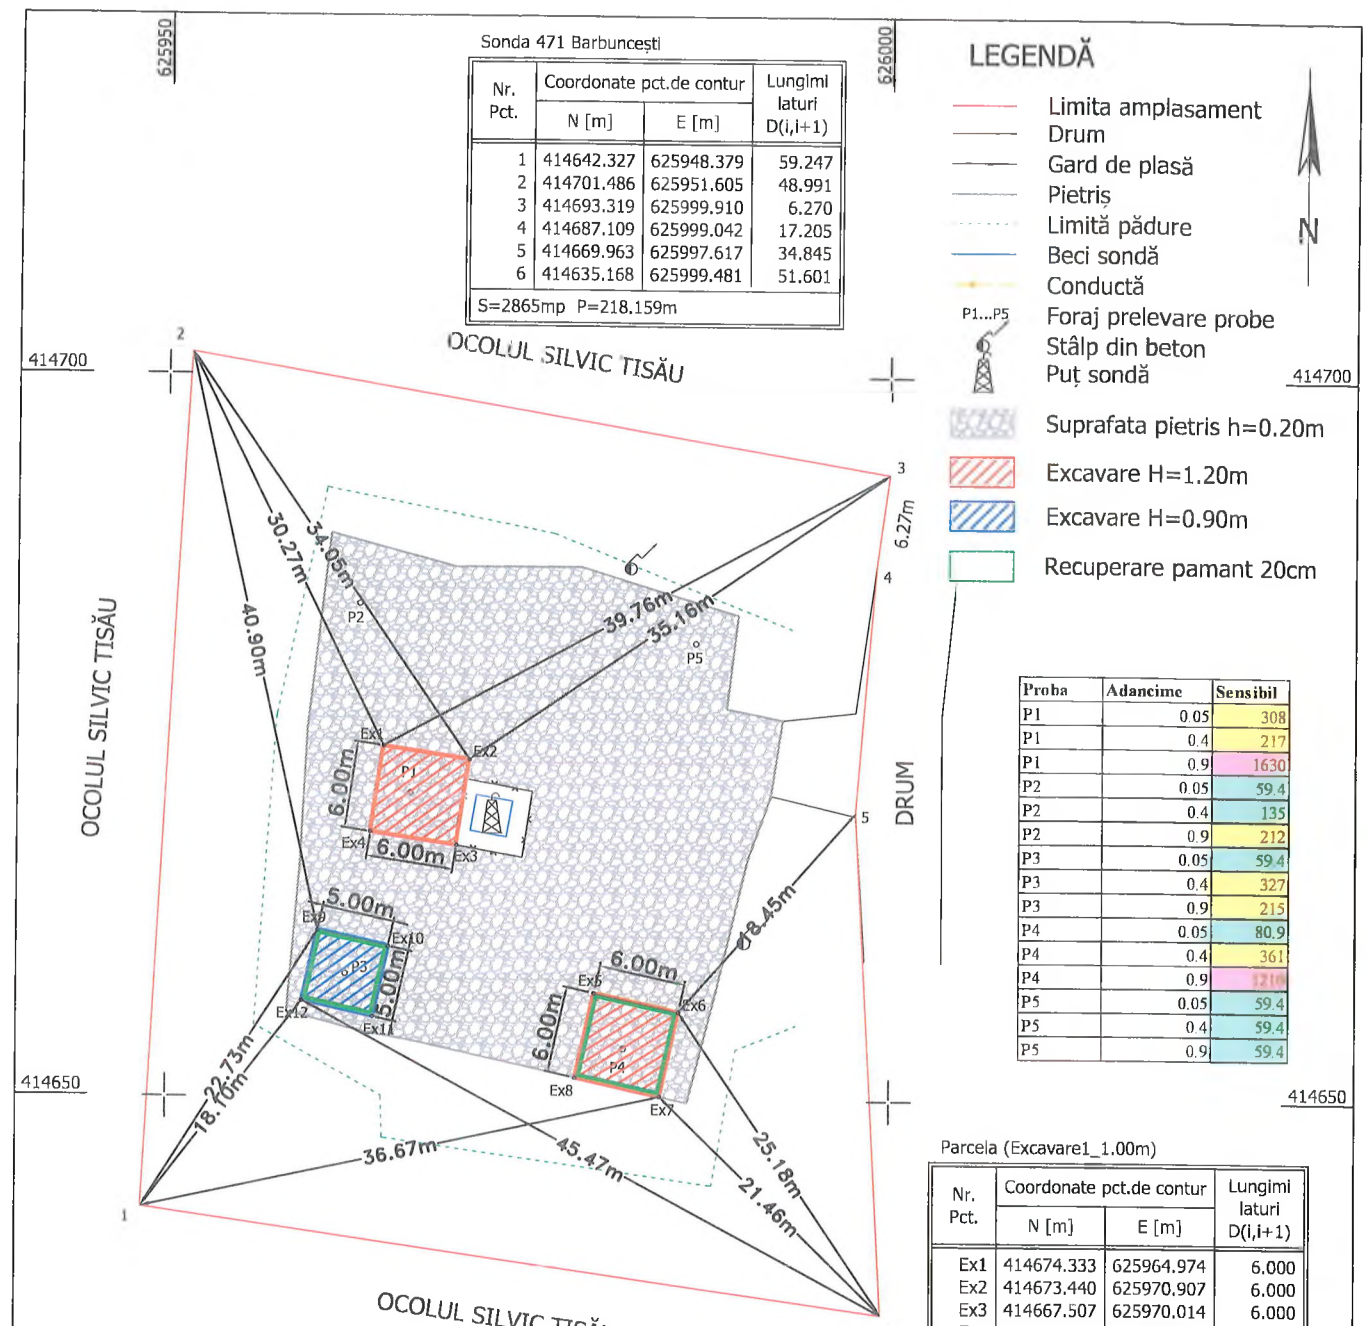 625950
626000
Sonda 471 Barbuncești
Nr. Pct. Coordonate pct.de contur Lungimi laturi D(i,i+1)
N [m] E [m]
1 414642.327 625948.379 59.247
2 414701.486 625951.605 48.991
3 414693.319 625999.910 6.270
4 414687.109 625999.042 17.205
5 414669.963 625997.617 34.845
6 414635.168 625999.481 51.601
S=2865mp P=218.159m
LEGENDĂ
Limita amplasament
Drum
Gard de plasă
Pietriș
Limită pădure
Beci sondă
Conductă
P1...P5 Foraj prelevare probe
Stâlp din beton
Puț sondă
Suprafata pietris h=0.20m
Excavare H=1.20m
Excavare H=0.90m
Recuperare pamant 20cm
N
414700
414700
2
OCOLUL SILVIC TISĂU
3
6.27m
4
30.27m
34.05m
40.90m
39.76m
35.16m
P2
P5
OCOLUL SILVIC TISĂU
Ex1
Ex2
P1
6.00m
Ex4
6.00m
Ex3
DRUM
5
18.45m
5.00m
Ex9
Ex10
P3
5.00m
Ex12
Ex11
6.00m
Ex5
Ex6
6.00m
P4
Ex8
Ex7
22.73m
18.10m
36.67m
45.47m
25.18m
21.46m
414650
414650
1
OCOLUL SILVIC
Proba Adancime Sensibil
P1 0.05 308
P1 0.4 217
P1 0.9 1630
P2 0.05 59.4
P2 0.4 135
P2 0.9 212
P3 0.05 59.4
P3 0.4 327
P3 0.9 215
P4 0.05 80.9
P4 0.4 361
P4 0.9
P5 0.05 59.4
P5 0.4 59.4
P5 0.9 59.4
Parcela (Excavare1_1.00m)
Nr. Pct. Coordonate pct.de contur Lungimi laturi D(i,i+1)
N [m] E [m]
Ex1 414674.333 625964.974 6.000
Ex2 414673.440 625970.907 6.000
Ex3 414667.507 625970.014 6.000